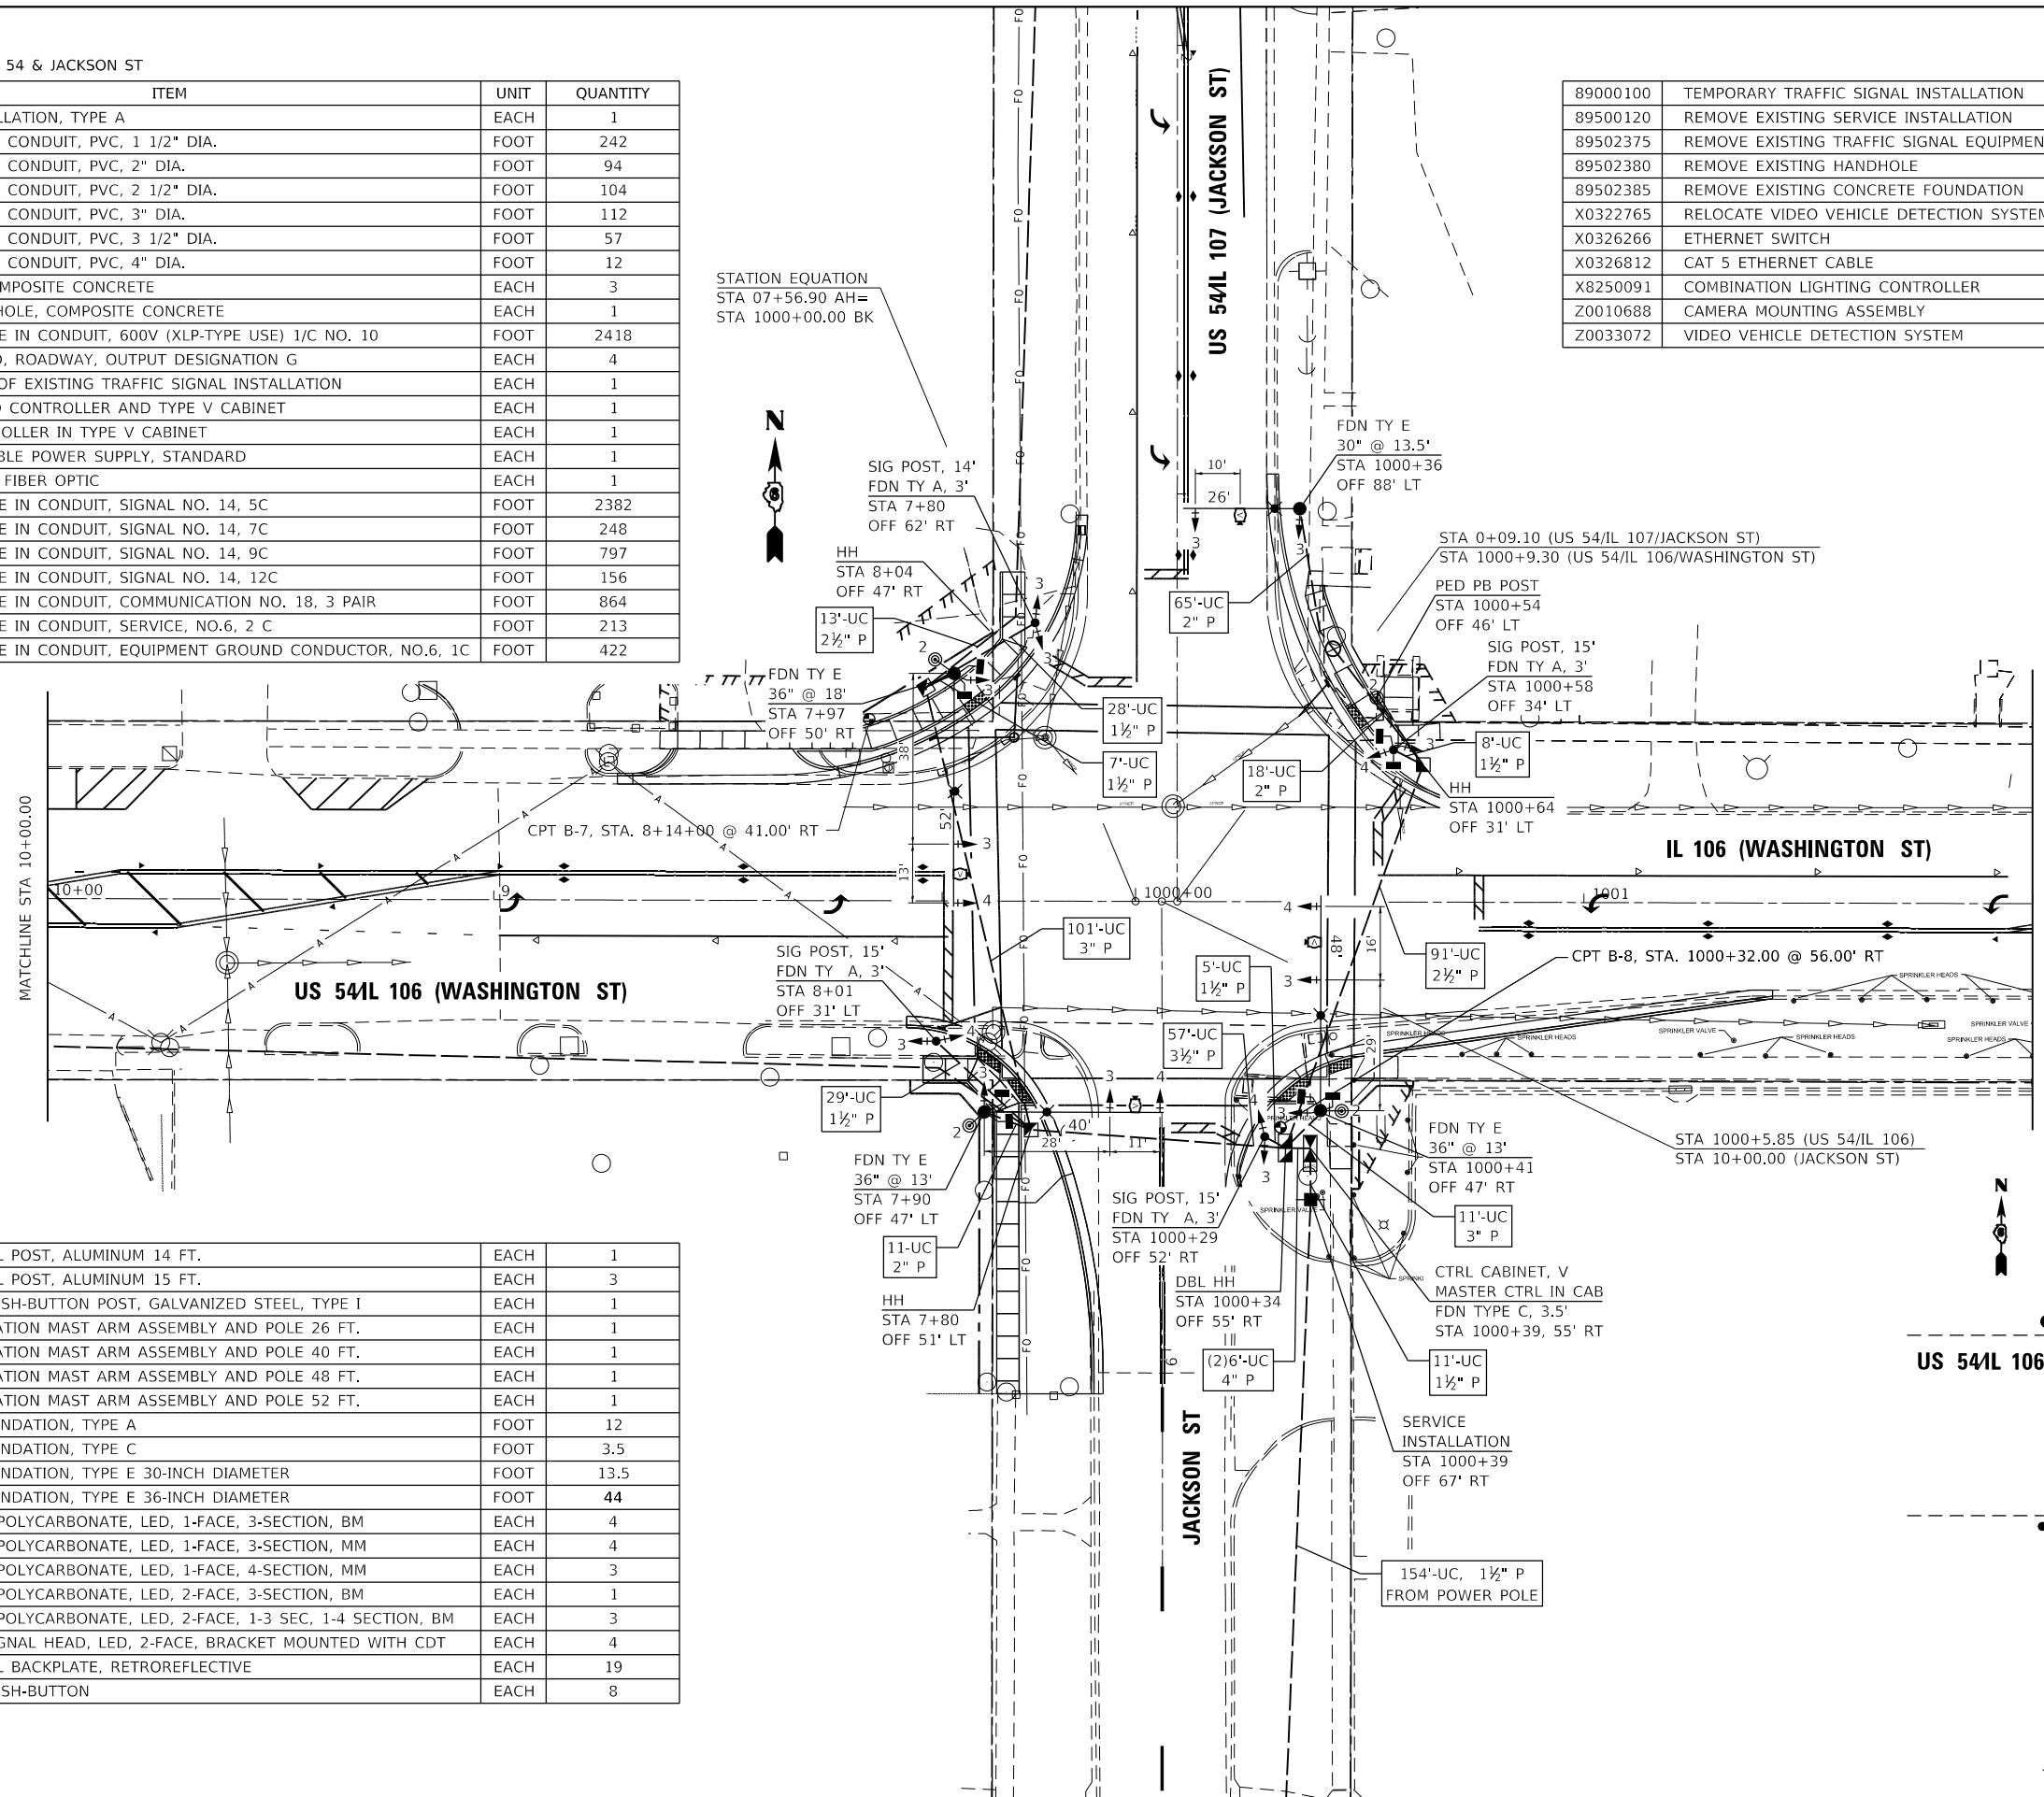 54 & JACKSON ST
ITEM UNIT QUANTITY
LLATION, TYPE A EACH 1
CONDUIT, PVC, 1 1/2" DIA. FOOT 242
CONDUIT, PVC, 2" DIA. FOOT 94
CONDUIT, PVC, 2 1/2" DIA. FOOT 104
CONDUIT, PVC, 3" DIA. FOOT 112
CONDUIT, PVC, 3 1/2" DIA. FOOT 57
CONDUIT, PVC, 4" DIA. FOOT 12
MPOSITE CONCRETE EACH 3
HOLE, COMPOSITE CONCRETE EACH 1
E IN CONDUIT, 600V (XLP-TYPE USE) 1/C NO. 10 FOOT 2418
D, ROADWAY, OUTPUT DESIGNATION G EACH 4
OF EXISTING TRAFFIC SIGNAL INSTALLATION EACH 1
O CONTROLLER AND TYPE V CABINET EACH 1
OLLER IN TYPE V CABINET EACH 1
BLE POWER SUPPLY, STANDARD EACH 1
FIBER OPTIC EACH 1
E IN CONDUIT, SIGNAL NO. 14, 5C FOOT 2382
E IN CONDUIT, SIGNAL NO. 14, 7C FOOT 248
E IN CONDUIT, SIGNAL NO. 14, 9C FOOT 797
E IN CONDUIT, SIGNAL NO. 14, 12C FOOT 156
E IN CONDUIT, COMMUNICATION NO. 18, 3 PAIR FOOT 864
E IN CONDUIT, SERVICE, NO.6, 2 C FOOT 213
E IN CONDUIT, EQUIPMENT GROUND CONDUCTOR, NO.6, 1C FOOT 422
89000100 TEMPORARY TRAFFIC SIGNAL INSTALLATION
89500120 REMOVE EXISTING SERVICE INSTALLATION
89502375 REMOVE EXISTING TRAFFIC SIGNAL EQUIPMEN
89502380 REMOVE EXISTING HANDHOLE
89502385 REMOVE EXISTING CONCRETE FOUNDATION
X0322765 RELOCATE VIDEO VEHICLE DETECTION SYSTEM
X0326266 ETHERNET SWITCH
X0326812 CAT 5 ETHERNET CABLE
X8250091 COMBINATION LIGHTING CONTROLLER
Z0010688 CAMERA MOUNTING ASSEMBLY
Z0033072 VIDEO VEHICLE DETECTION SYSTEM
US 54/IL 107 (JACKSON ST)
STATION EQUATION
STA 07+56.90 AH=
STA 1000+00.00 BK
N
SIG POST, 14'
FDN TY A, 3'
STA 7+80
OFF 62' RT
HH
STA 8+04
OFF 47' RT
13'-UC
2½" P
FDN TY E
36" @ 18'
STA 7+97
OFF 50' RT
FDN TY E
30" @ 13.5'
STA 1000+36
OFF 88' LT
10'
26'
STA 0+09.10 (US 54/IL 107/JACKSON ST)
STA 1000+9.30 (US 54/IL 106/WASHINGTON ST)
PED PB POST
STA 1000+54
OFF 46' LT
65'-UC
2" P
SIG POST, 15'
FDN TY A, 3'
STA 1000+58
OFF 34' LT
28'-UC
1½" P
7'-UC
1½" P
18'-UC
2" P
8'-UC
1½" P
HH
STA 1000+64
OFF 31' LT
38'
52'
13'
CPT B-7, STA. 8+14+00 @ 41.00' RT
IL 106 (WASHINGTON ST)
MATCHLINE STA 10+00.00
10+00
9
1000+00
1001
101'-UC
3" P
48'
16'
29'
91'-UC
2½" P
CPT B-8, STA. 1000+32.00 @ 56.00' RT
5'-UC
1½" P
SIG POST, 15'
FDN TY A, 3'
STA 8+01
OFF 31' LT
US 54/IL 106 (WASHINGTON ST)
57'-UC
3½" P
SPRINKLER HEADS
SPRINKLER HEADS
SPRINKLER HEADS
SPRINKLER VALVE
SPRINKLER HEADS
SPRINKLER VALVE
SPRINKLER HEADS
29'-UC
1½" P
40'
28'
11'
FDN TY E
36" @ 13'
STA 7+90
OFF 47' LT
11-UC
2" P
HH
STA 7+80
OFF 51' LT
SIG POST, 15'
FDN TY A, 3'
STA 1000+29
OFF 52' RT
FDN TY E
36" @ 13'
STA 1000+41
OFF 47' RT
STA 1000+5.85 (US 54/IL 106)
STA 10+00.00 (JACKSON ST)
11'-UC
3" P
SPRINKLER VALVE
SPRINKI
DBL HH
STA 1000+34
OFF 55' RT
CTRL CABINET, V
MASTER CTRL IN CAB
FDN TYPE C, 3.5'
STA 1000+39, 55' RT
(2)6'-UC
4" P
11'-UC
1½" P
SERVICE
INSTALLATION
STA 1000+39
OFF 67' RT
JACKSON ST
154'-UC, 1½" P
FROM POWER POLE
N
US 54/IL 106
L POST, ALUMINUM 14 FT. EACH 1
L POST, ALUMINUM 15 FT. EACH 3
SH-BUTTON POST, GALVANIZED STEEL, TYPE I EACH 1
ATION MAST ARM ASSEMBLY AND POLE 26 FT. EACH 1
ATION MAST ARM ASSEMBLY AND POLE 40 FT. EACH 1
ATION MAST ARM ASSEMBLY AND POLE 48 FT. EACH 1
ATION MAST ARM ASSEMBLY AND POLE 52 FT. EACH 1
NDATION, TYPE A FOOT 12
NDATION, TYPE C FOOT 3.5
NDATION, TYPE E 30-INCH DIAMETER FOOT 13.5
NDATION, TYPE E 36-INCH DIAMETER FOOT 44
POLYCARBONATE, LED, 1-FACE, 3-SECTION, BM EACH 4
POLYCARBONATE, LED, 1-FACE, 3-SECTION, MM EACH 4
POLYCARBONATE, LED, 1-FACE, 4-SECTION, MM EACH 3
POLYCARBONATE, LED, 2-FACE, 3-SECTION, BM EACH 1
POLYCARBONATE, LED, 2-FACE, 1-3 SEC, 1-4 SECTION, BM EACH 3
GNAL HEAD, LED, 2-FACE, BRACKET MOUNTED WITH CDT EACH 4
L BACKPLATE, RETROREFLECTIVE EACH 19
SH-BUTTON EACH 8